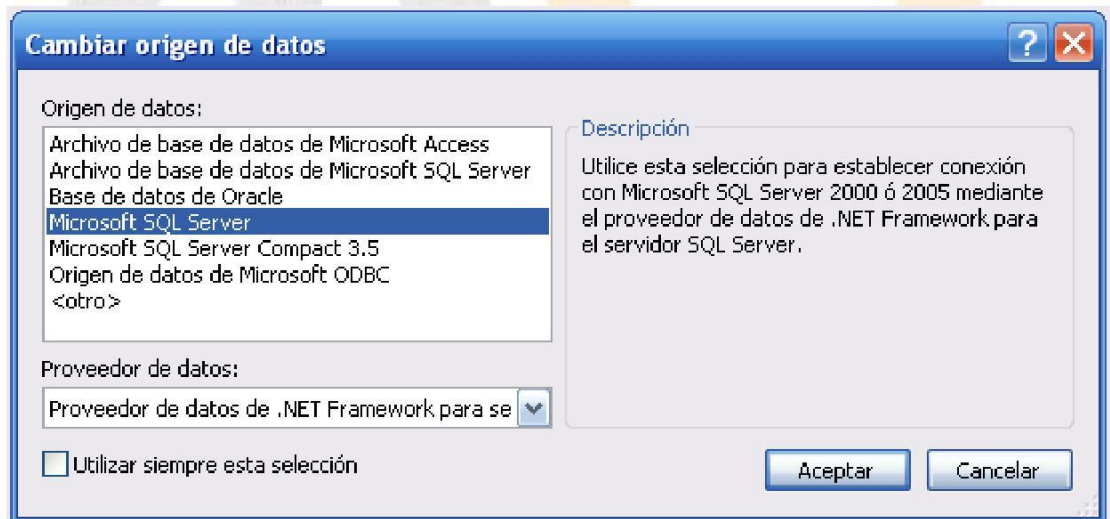 Cambiar origen de datos
Origen de datos:
Archivo de base de datos de Microsoft Access
Archivo de base de datos de Microsoft SQL Server
Base de datos de Oracle
Microsoft SQL Server
Microsoft SQL Server Compact 3.5
Origen de datos de Microsoft ODBC
<otro>
Proveedor de datos:
Proveedor de datos de .NET Framework para se
Utilizar siempre esta selección
Descripción
Utilice esta selección para establecer conexión
con Microsoft SQL Server 2000 ó 2005 mediante
el proveedor de datos de .NET Framework para
el servidor SQL Server.
Aceptar
Cancelar